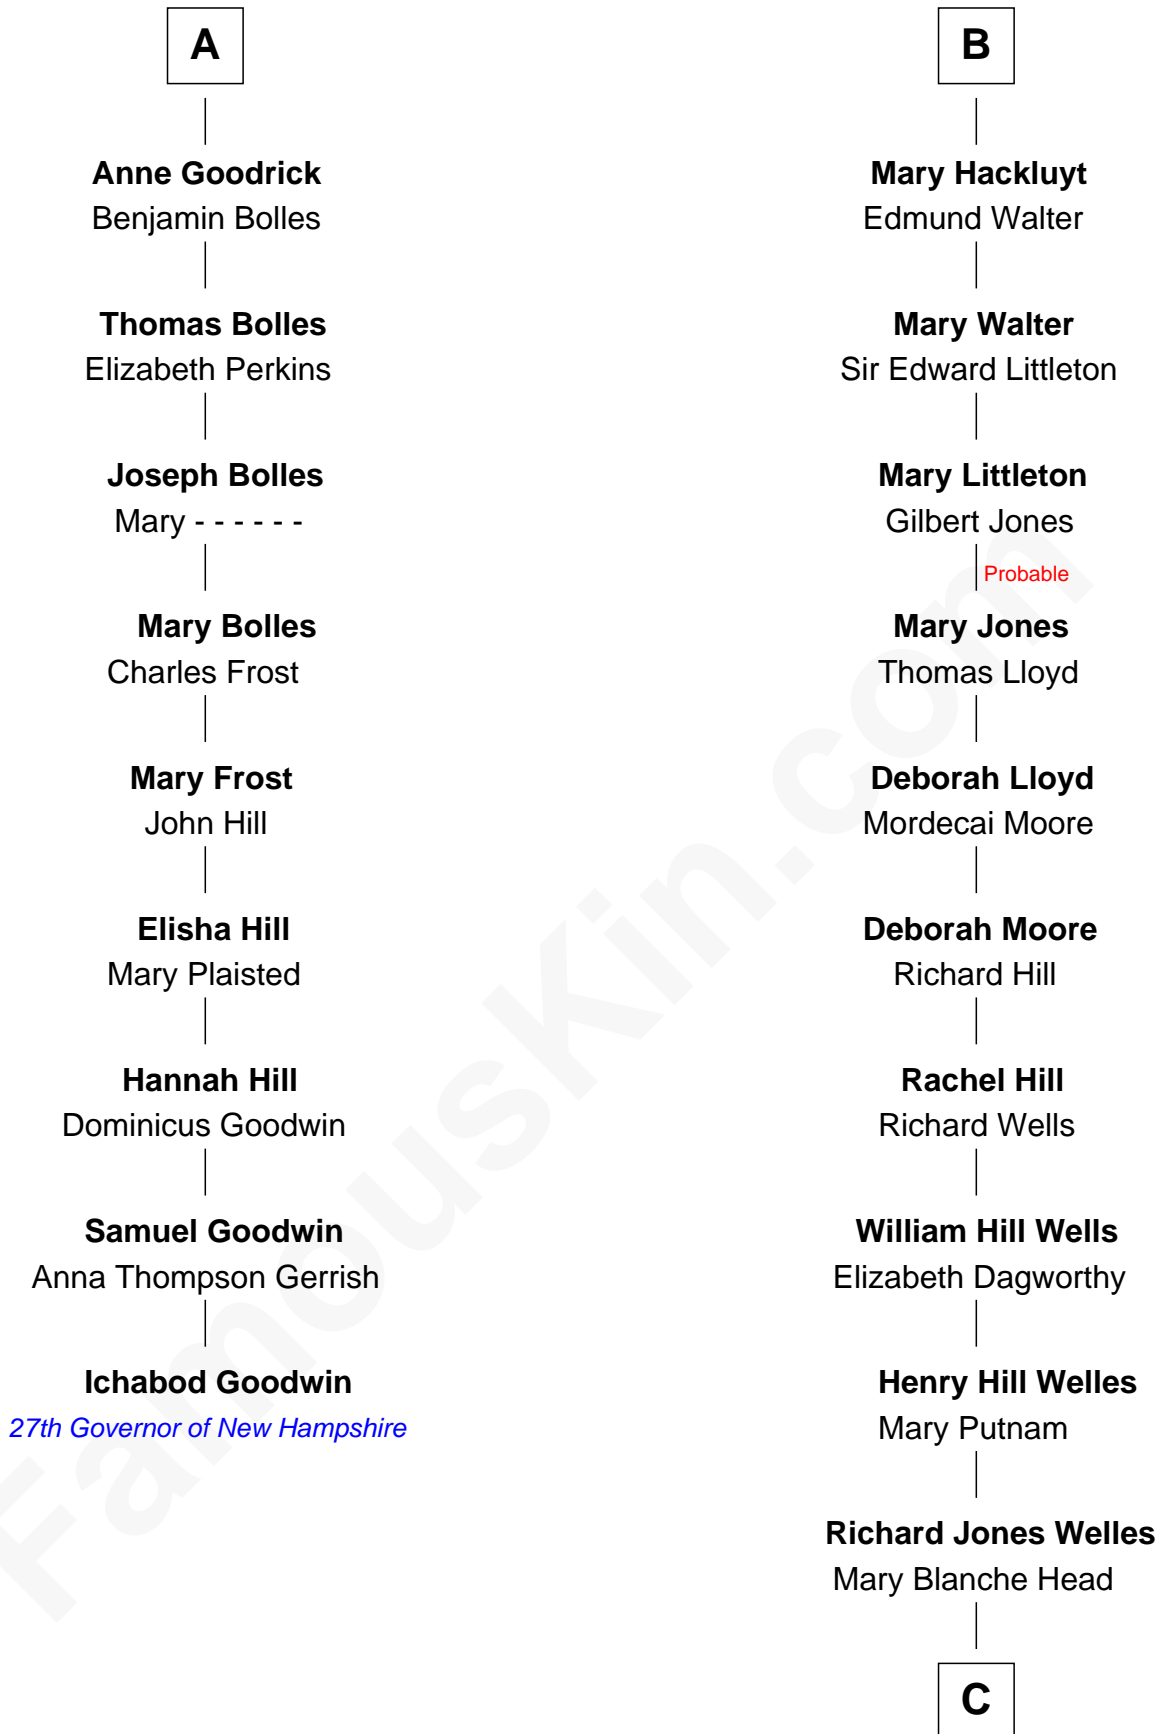 A
Anne Goodrick
Benjamin Bolles
Thomas Bolles
Elizabeth Perkins
Joseph Bolles
Mary - - - - - -
Mary Bolles
Charles Frost
Mary Frost
John Hill
Elisha Hill
Mary Plaisted
Hannah Hill
Dominicus Goodwin
Samuel Goodwin
Anna Thompson Gerrish
Ichabod Goodwin
27th Governor of New Hampshire
B
Mary Hackluyt
Edmund Walter
Mary Walter
Sir Edward Littleton
Mary Littleton
Gilbert Jones
Probable
Mary Jones
Thomas Lloyd
Deborah Lloyd
Mordecai Moore
Deborah Moore
Richard Hill
Rachel Hill
Richard Wells
William Hill Wells
Elizabeth Dagworthy
Henry Hill Welles
Mary Putnam
Richard Jones Welles
Mary Blanche Head
C
FamousKin.com